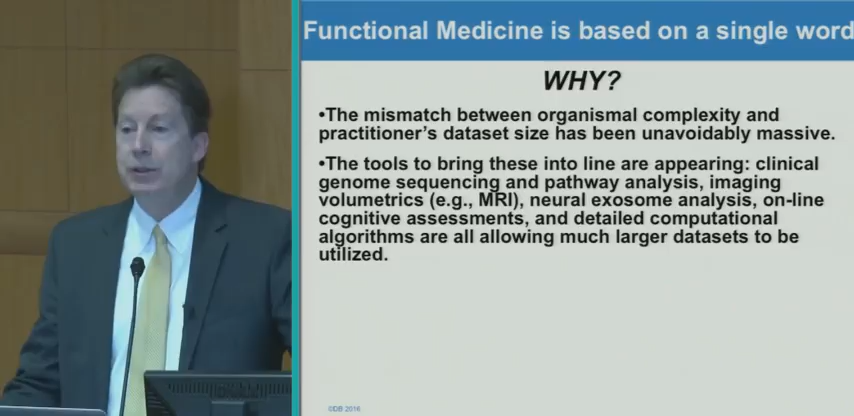 Functional Medicine is based on a single word
WHY?
•The mismatch between organismal complexity and
practitioner's dataset size has been unavoidably massive.
•The tools to bring these into line are appearing: clinical
genome sequencing and pathway analysis, imaging
volumetrics (e.g., MRI), neural exosome analysis, on-line
cognitive assessments, and detailed computational
algorithms are all allowing much larger datasets to be
utilized.
©DB 2016